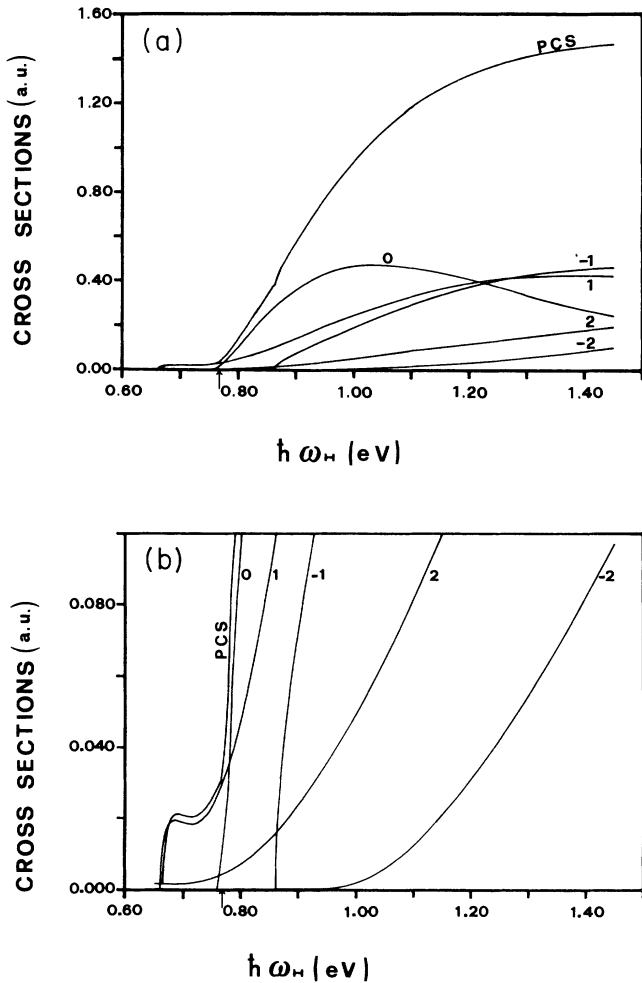 1.60
(a)
PCS
CROSS SECTIONS (a.u.)
1.20
0.80
0.40
0.00
0
-1
1
2
-2
0.60 0.80 1.00 1.20 1.40
ħ ωH (eV)
(b)
0 1 -1 2 -2
PCS
CROSS SECTIONS (a.u.)
0.080
0.040
0.000
0.60 0.80 1.00 1.20 1.40
ħ ωH (eV)